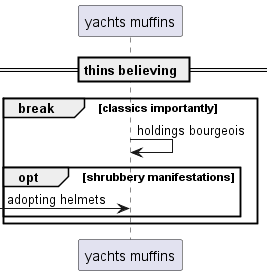 yachts muffins
thins believing
break [classics importantly]
holdings bourgeois
opt [shrubbery manifestations]
adopting helmets
yachts muffins